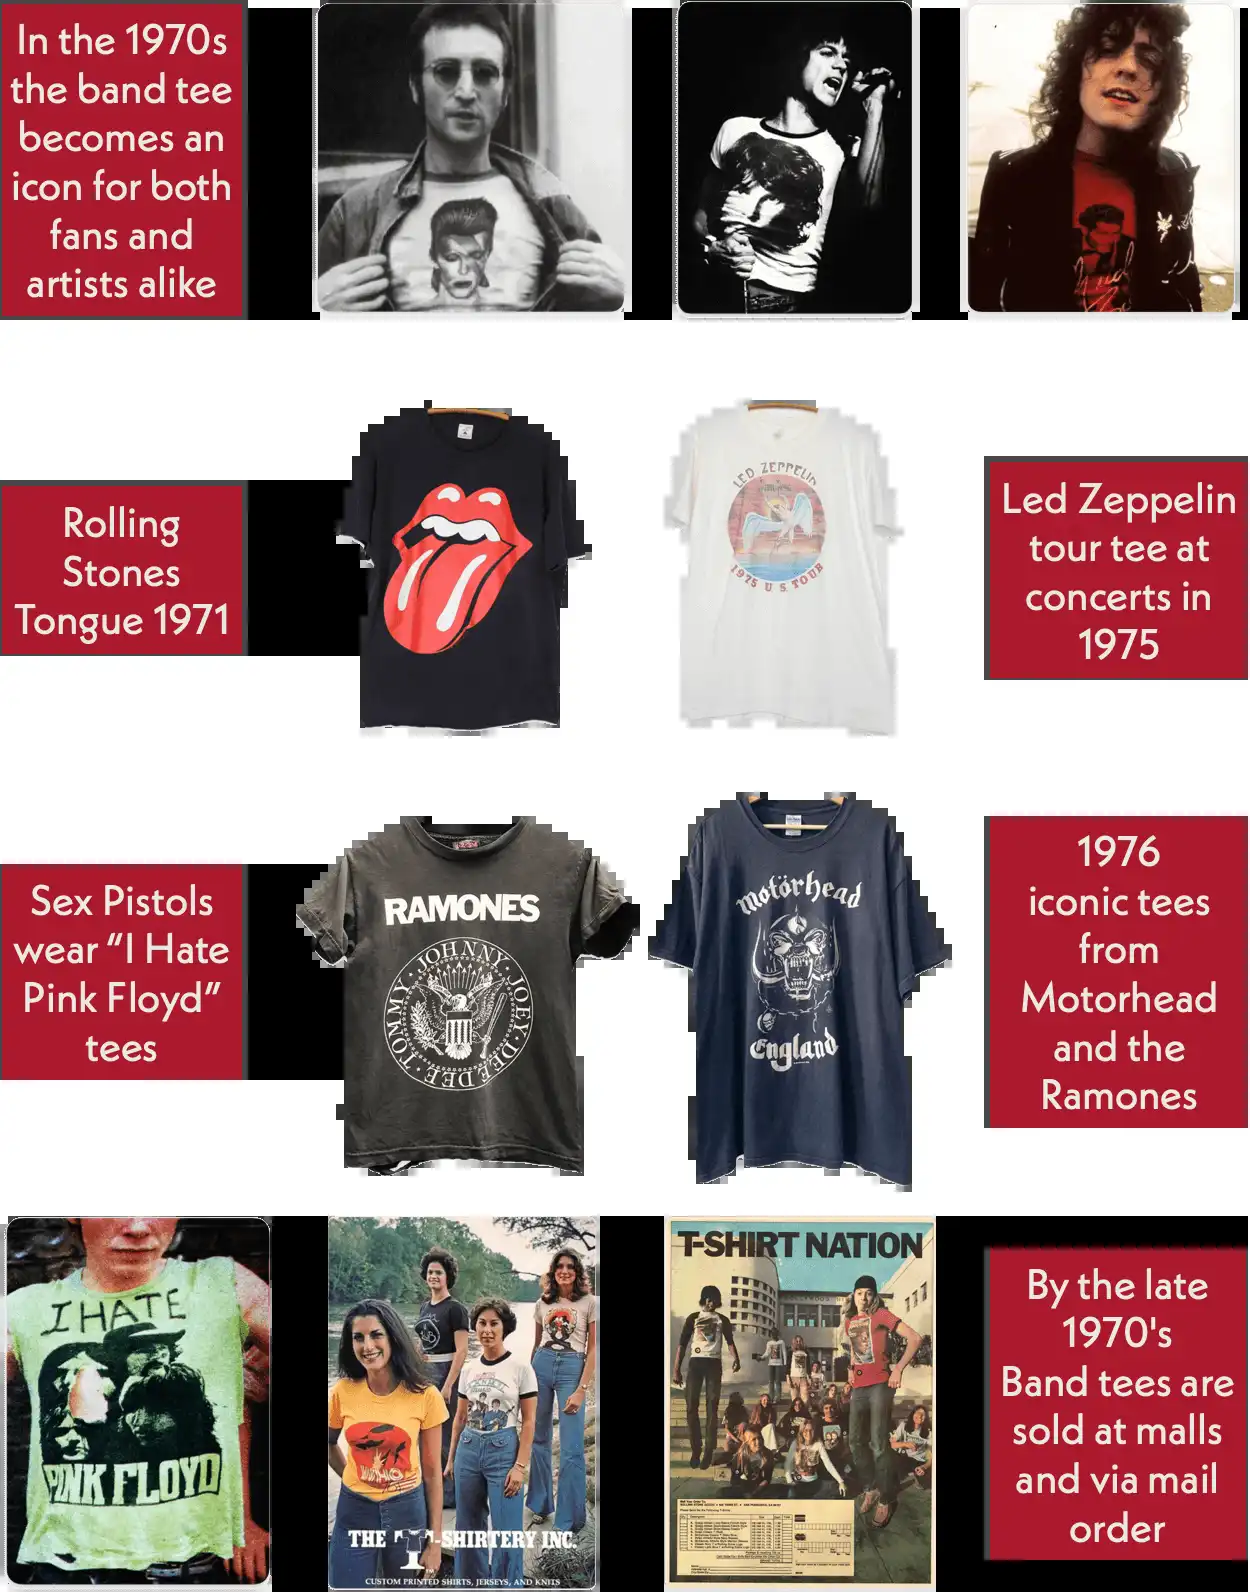 In the 1970s
the band tee
becomes an
icon for both
fans and
artists alike
Rolling
Stones
Tongue 1971
LED ZEPPELIN
1975 U.S. TOUR
Led Zeppelin
tour tee at
concerts in
1975
Sex Pistols
wear “I Hate
Pink Floyd”
tees
RAMONES
JOHNNY · JOEY · DEEDEE · TOMMY ·
motörhead
England
1976
iconic tees
from
Motorhead
and the
Ramones
I HATE
PINK FLOYD
THE T-SHIRTERY INC.
CUSTOM PRINTED SHIRTS, JERSEYS, AND KNITS
T-SHIRT NATION
By the late
1970's
Band tees are
sold at malls
and via mail
order